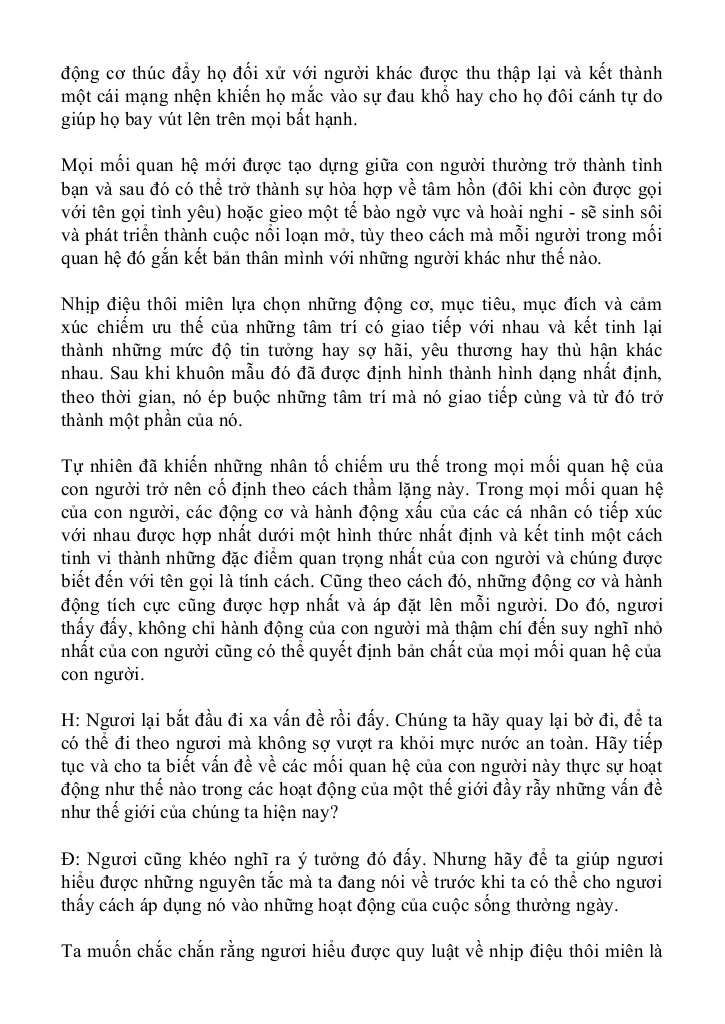 động cơ thúc đẩy họ đối xử với người khác được thu thập lại và kết thành
một cái mạng nhện khiến họ mắc vào sự đau khổ hay cho họ đôi cánh tự do
giúp họ bay vút lên trên mọi bất hạnh.
Mọi mối quan hệ mới được tạo dựng giữa con người thường trở thành tình
bạn và sau đó có thể trở thành sự hòa hợp về tâm hồn (đôi khi còn được gọi
với tên gọi tình yêu) hoặc gieo một tế bào ngờ vực và hoài nghi - sẽ sinh sôi
và phát triển thành cuộc nổi loạn mở, tùy theo cách mà mỗi người trong mối
quan hệ đó gắn kết bản thân mình với những người khác như thế nào.
Nhịp điệu thôi miên lựa chọn những động cơ, mục tiêu, mục đích và cảm
xúc chiếm ưu thế của những tâm trí có giao tiếp với nhau và kết tinh lại
thành những mức độ tin tưởng hay sợ hãi, yêu thương hay thù hận khác
nhau. Sau khi khuôn mẫu đó đã được định hình thành hình dạng nhất định,
theo thời gian, nó ép buộc những tâm trí mà nó giao tiếp cùng và từ đó trở
thành một phần của nó.
Tự nhiên đã khiến những nhân tố chiếm ưu thế trong mọi mối quan hệ của
con người trở nên cố định theo cách thầm lặng này. Trong mọi mối quan hệ
của con người, các động cơ và hành động xấu của các cá nhân có tiếp xúc
với nhau được hợp nhất dưới một hình thức nhất định và kết tinh một cách
tinh vi thành những đặc điểm quan trọng nhất của con người và chúng được
biết đến với tên gọi là tính cách. Cũng theo cách đó, những động cơ và hành
động tích cực cũng được hợp nhất và áp đặt lên mỗi người. Do đó, ngươi
thấy đấy, không chỉ hành động của con người mà thậm chí đến suy nghĩ nhỏ
nhất của con người cũng có thể quyết định bản chất của mọi mối quan hệ của
con người.
H: Ngươi lại bắt đầu đi xa vấn đề rồi đấy. Chúng ta hãy quay lại bờ đi, để ta
có thể đi theo ngươi mà không sợ vượt ra khỏi mực nước an toàn. Hãy tiếp
tục và cho ta biết vấn đề về các mối quan hệ của con người này thực sự hoạt
động như thế nào trong các hoạt động của một thế giới đầy rẫy những vấn đề
như thế giới của chúng ta hiện nay?
Đ: Ngươi cũng khéo nghĩ ra ý tưởng đó đấy. Nhưng hãy để ta giúp ngươi
hiểu được những nguyên tắc mà ta đang nói về trước khi ta có thể cho ngươi
thấy cách áp dụng nó vào những hoạt động của cuộc sống thường ngày.
Ta muốn chắc chắn rằng ngươi hiểu được quy luật về nhịp điệu thôi miên là